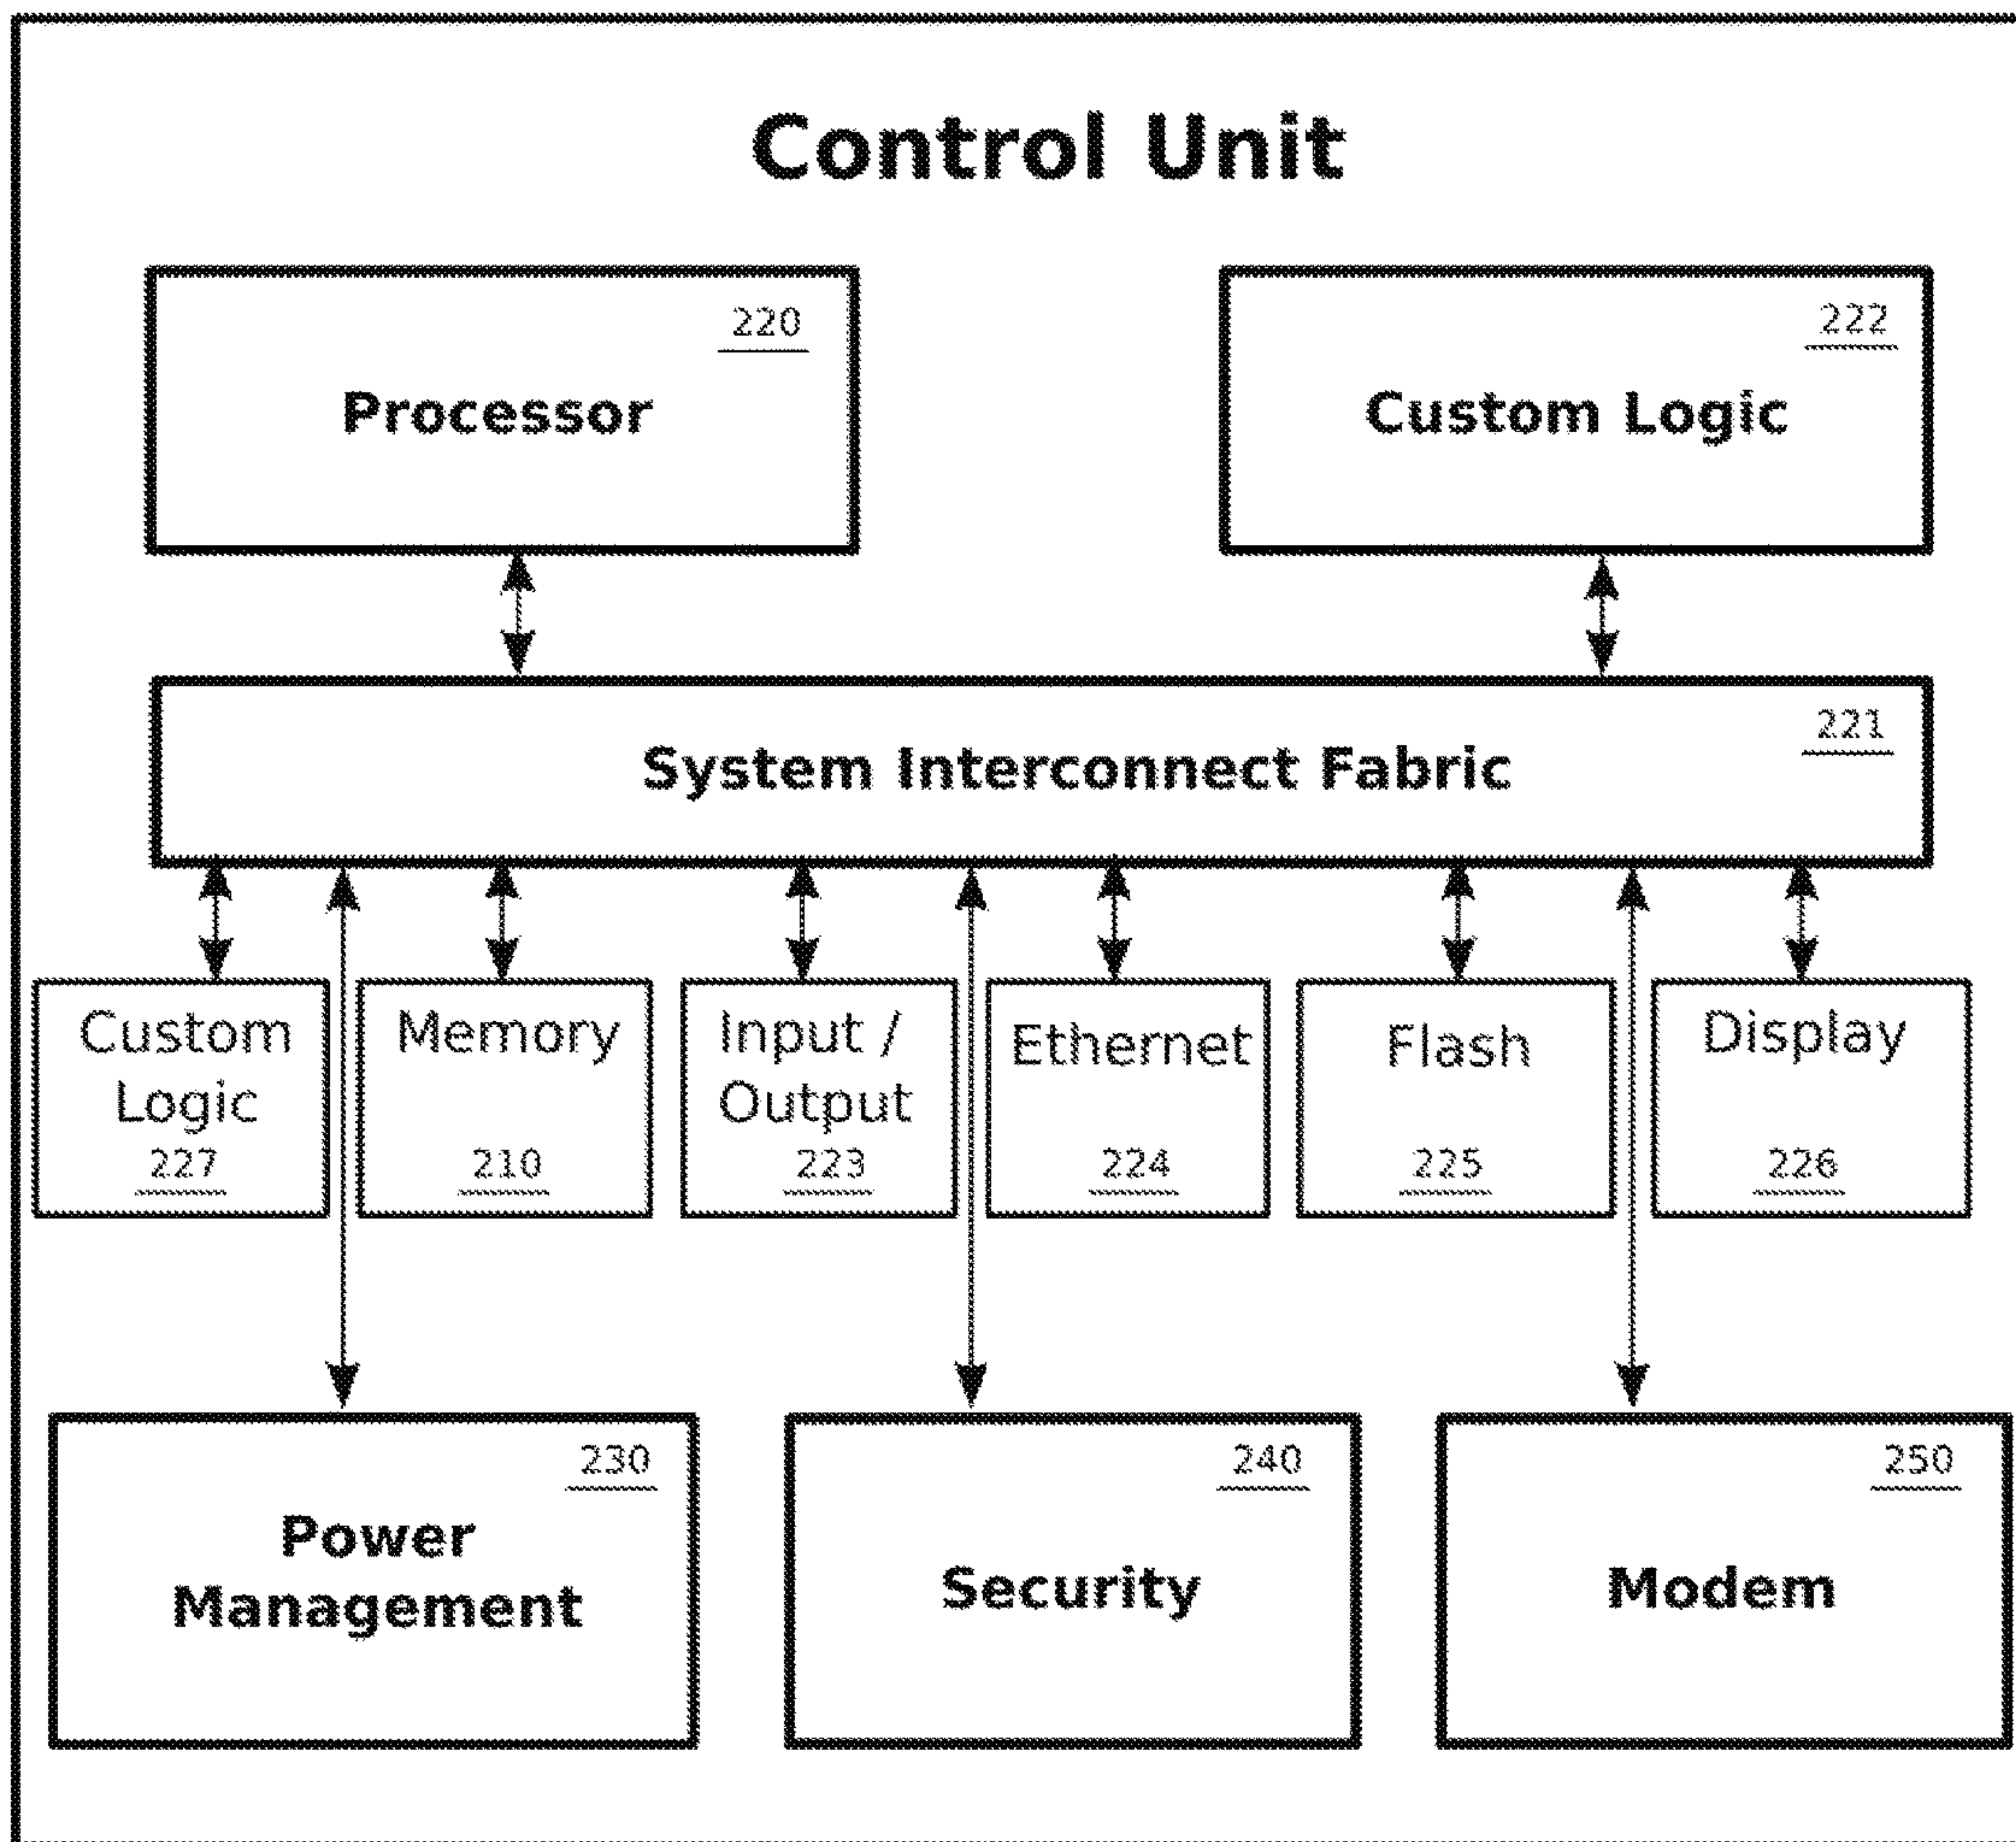 Control Unit
220
Processor
222
Custom Logic
221
System Interconnect Fabric
Custom
Logic
227
Memory
210
Input /
Output
223
Ethernet
224
Flash
225
Display
226
230
Power
Management
240
Security
250
Modem